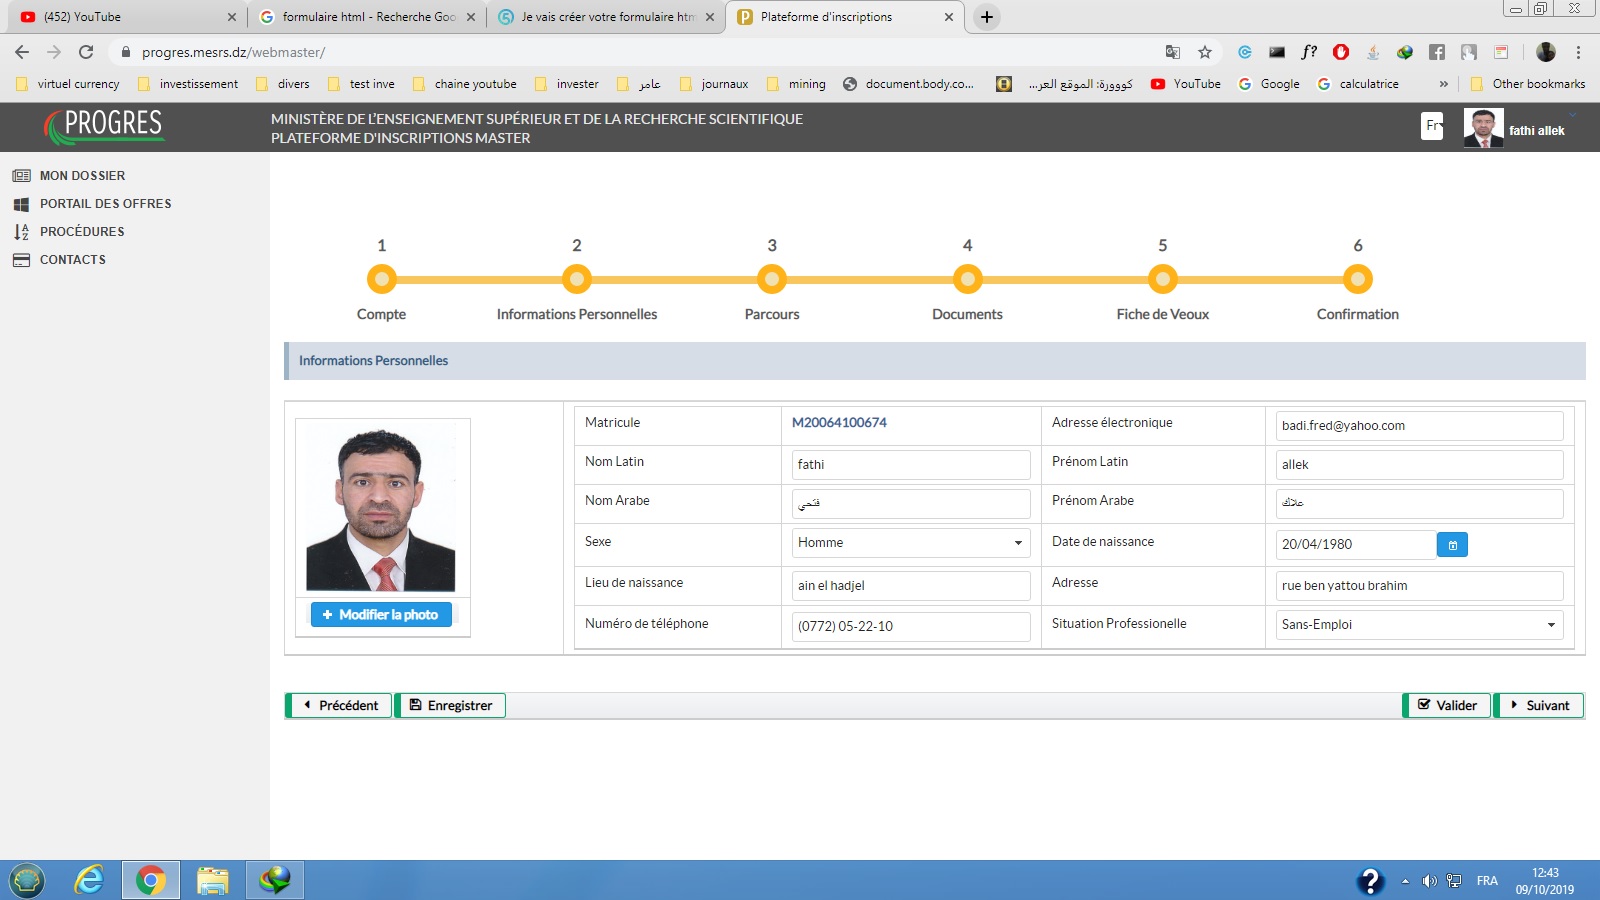 (452) YouTube
formulaire html - Recherche Goo
Je vais créer votre formulaire htm
Plateforme d'inscriptions
progres.mesrs.dz/webmaster/
virtuel currency
investissement
divers
test inve
chaine youtube
invester
عامر
journaux
mining
document.body.co...
كووورة: الموقع العر...
YouTube
Google
calculatrice
»
Other bookmarks
PROGRES
MINISTÈRE DE L'ENSEIGNEMENT SUPÉRIEUR ET DE LA RECHERCHE SCIENTIFIQUE
PLATEFORME D'INSCRIPTIONS MASTER
Fr
fathi allek
MON DOSSIER
PORTAIL DES OFFRES
PROCÉDURES
CONTACTS
1 2 3 4 5 6
Compte Informations Personnelles Parcours Documents Fiche de Veoux Confirmation
Informations Personnelles
Matricule M20064100674 Adresse électronique badi.fred@yahoo.com
Nom Latin fathi Prénom Latin allek
Nom Arabe فتحي Prénom Arabe علاك
Sexe Homme Date de naissance 20/04/1980
Lieu de naissance ain el hadjel Adresse rue ben yattou brahim
Numéro de téléphone (0772) 05-22-10 Situation Professionelle Sans-Emploi
+ Modifier la photo
Précédent Enregistrer Valider Suivant
FRA
12:43
09/10/2019